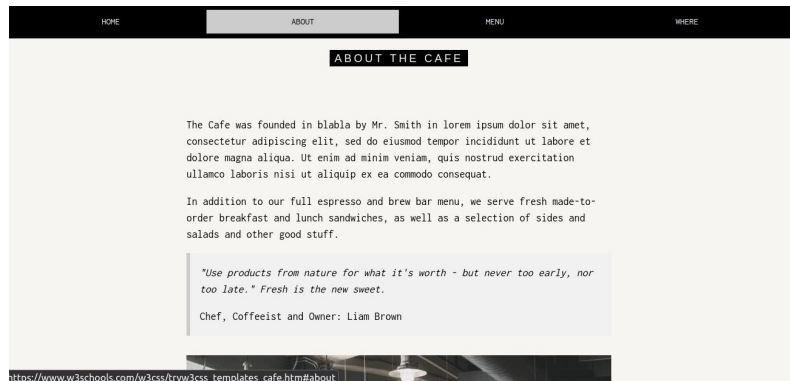 HOME
ABOUT
MENU
WHERE
ABOUT THE CAFE
The Cafe was founded in blabla by Mr. Smith in lorem ipsum dolor sit amet,
consectetur adipiscing elit, sed do eiusmod tempor incididunt ut labore et
dolore magna aliqua. Ut enim ad minim veniam, quis nostrud exercitation
ullamco laboris nisi ut aliquip ex ea commodo consequat.
In addition to our full espresso and brew bar menu, we serve fresh made-to-
order breakfast and lunch sandwiches, as well as a selection of sides and
salads and other good stuff.
"Use products from nature for what it's worth - but never too early, nor
too late." Fresh is the new sweet.
Chef, Coffeeist and Owner: Liam Brown
https://www.w3schools.com/w3css/tryw3css_templates_cafe.htm#about